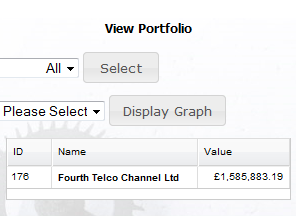 View Portfolio
All Select
Please Select Display Graph
ID Name Value
176 Fourth Telco Channel Ltd £1,585,883.19